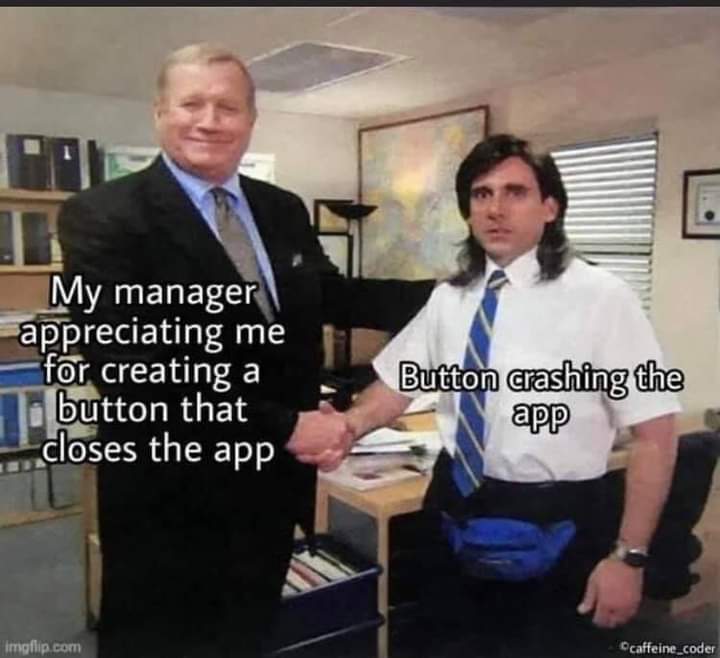 My manager
appreciating me
for creating a
button that
closes the app
Button crashing the
app
imgflip.com
©caffeine_coder